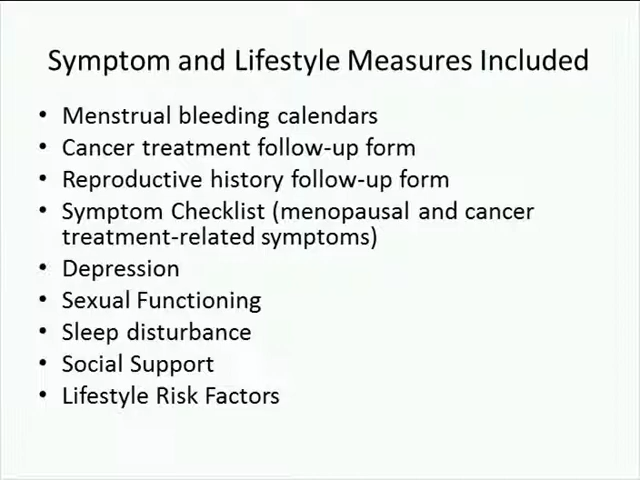 Symptom and Lifestyle Measures Included
• Menstrual bleeding calendars
• Cancer treatment follow-up form
• Reproductive history follow-up form
• Symptom Checklist (menopausal and cancer
treatment-related symptoms)
• Depression
• Sexual Functioning
• Sleep disturbance
• Social Support
• Lifestyle Risk Factors